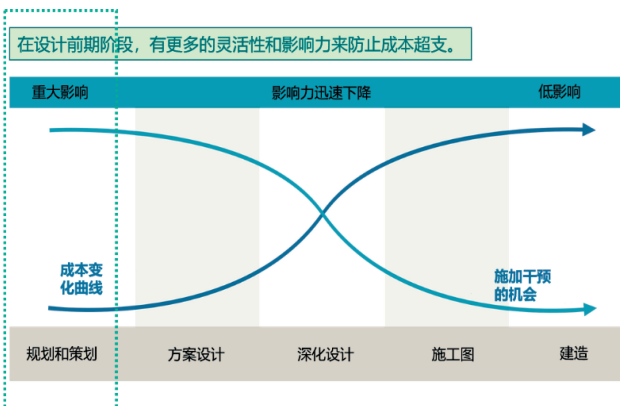 在设计前期阶段，有更多的灵活性和影响力来防止成本超支。
重大影响 影响力迅速下降 低影响
成本变
化曲线
施加干预
的机会
规划和策划 方案设计 深化设计 施工图 建造